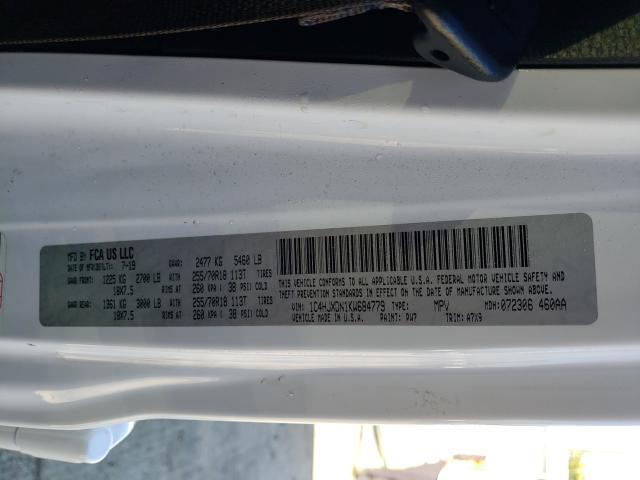 MFD BY: FCA US LLC
DATE OF MFR(BUILT): 7-19 GVWR: 2477 KG 5460 LB
GAWR FRONT: 1225 KG 2700 LB WITH 255/70R18 113T TIRES
18X7.5 RIMS AT 260 KPA ( 38 PSI) COLD
GAWR REAR: 1361 KG 3000 LB WITH 255/70R18 113T TIRES
18X7.5 RIMS AT 260 KPA ( 38 PSI) COLD
THIS VEHICLE CONFORMS TO ALL APPLICABLE U.S.A. FEDERAL MOTOR VEHICLE SAFETY
AND THEFT PREVENTION STANDARDS IN EFFECT ON THE DATE OF MANUFACTURE SHOWN ABOVE.
VIN: 1C4HJXDN1KW684779 TYPE: MPV MDH: 072306 460AA
VEHICLE MADE IN U.S.A. PAINT: PW7 TRIM: A7X9